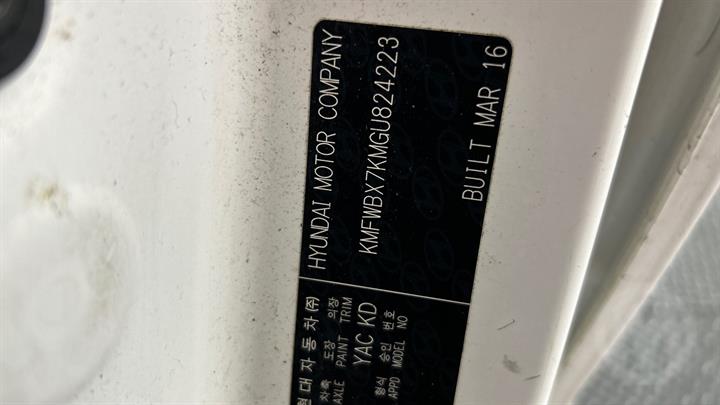 HYUNDAI MOTOR COMPANY
KMFWBX7KMGU824223
BUILT MAR 16
현대자동차(주)
차축 도장 의장
AXLE PAINT TRIM
YAC KD
형식 승인 번호
APPD MODEL NO